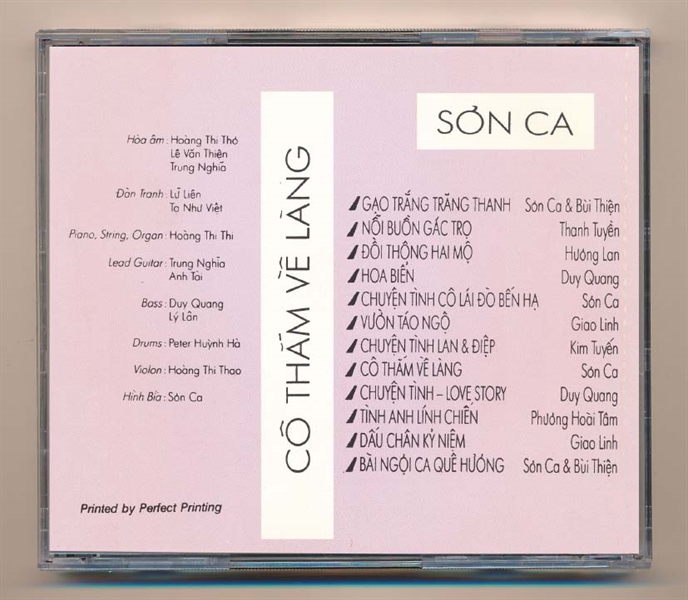 Hòa âm : Hoàng Thi Thơ
Lê Văn Thiện
Trung Nghĩa
Đàn Tranh : Lữ Liên
Tạ Như Việt
Piano, String, Organ : Hoàng Thi Thi
Lead Guitar : Trung Nghĩa
Anh Tài
Bass : Duy Quang
Lý Lân
Drums : Peter Huỳnh Hà
Violon : Hoàng Thi Thao
Hình Bìa : Sơn Ca
Printed by Perfect Printing
CÔ THẮM VỀ LÀNG
SƠN CA
GẠO TRẮNG TRĂNG THANH Sơn Ca & Bùi Thiện
NỖI BUỒN GÁC TRỌ Thanh Tuyền
ĐỒI THÔNG HAI MỘ Hương Lan
HOA BIỂN Duy Quang
CHUYỆN TÌNH CÔ LÁI ĐÒ BẾN HẠ Sơn Ca
VƯỜN TÁO NGỘ Giao Linh
CHUYỆN TÌNH LAN & ĐIỆP Kim Tuyến
CÔ THẮM VỀ LÀNG Sơn Ca
CHUYỆN TÌNH – LOVE STORY Duy Quang
TÌNH ANH LÍNH CHIẾN Phương Hoài Tâm
DẤU CHÂN KỶ NIỆM Giao Linh
BÀI NGỢI CA QUÊ HƯƠNG Sơn Ca & Bùi Thiện